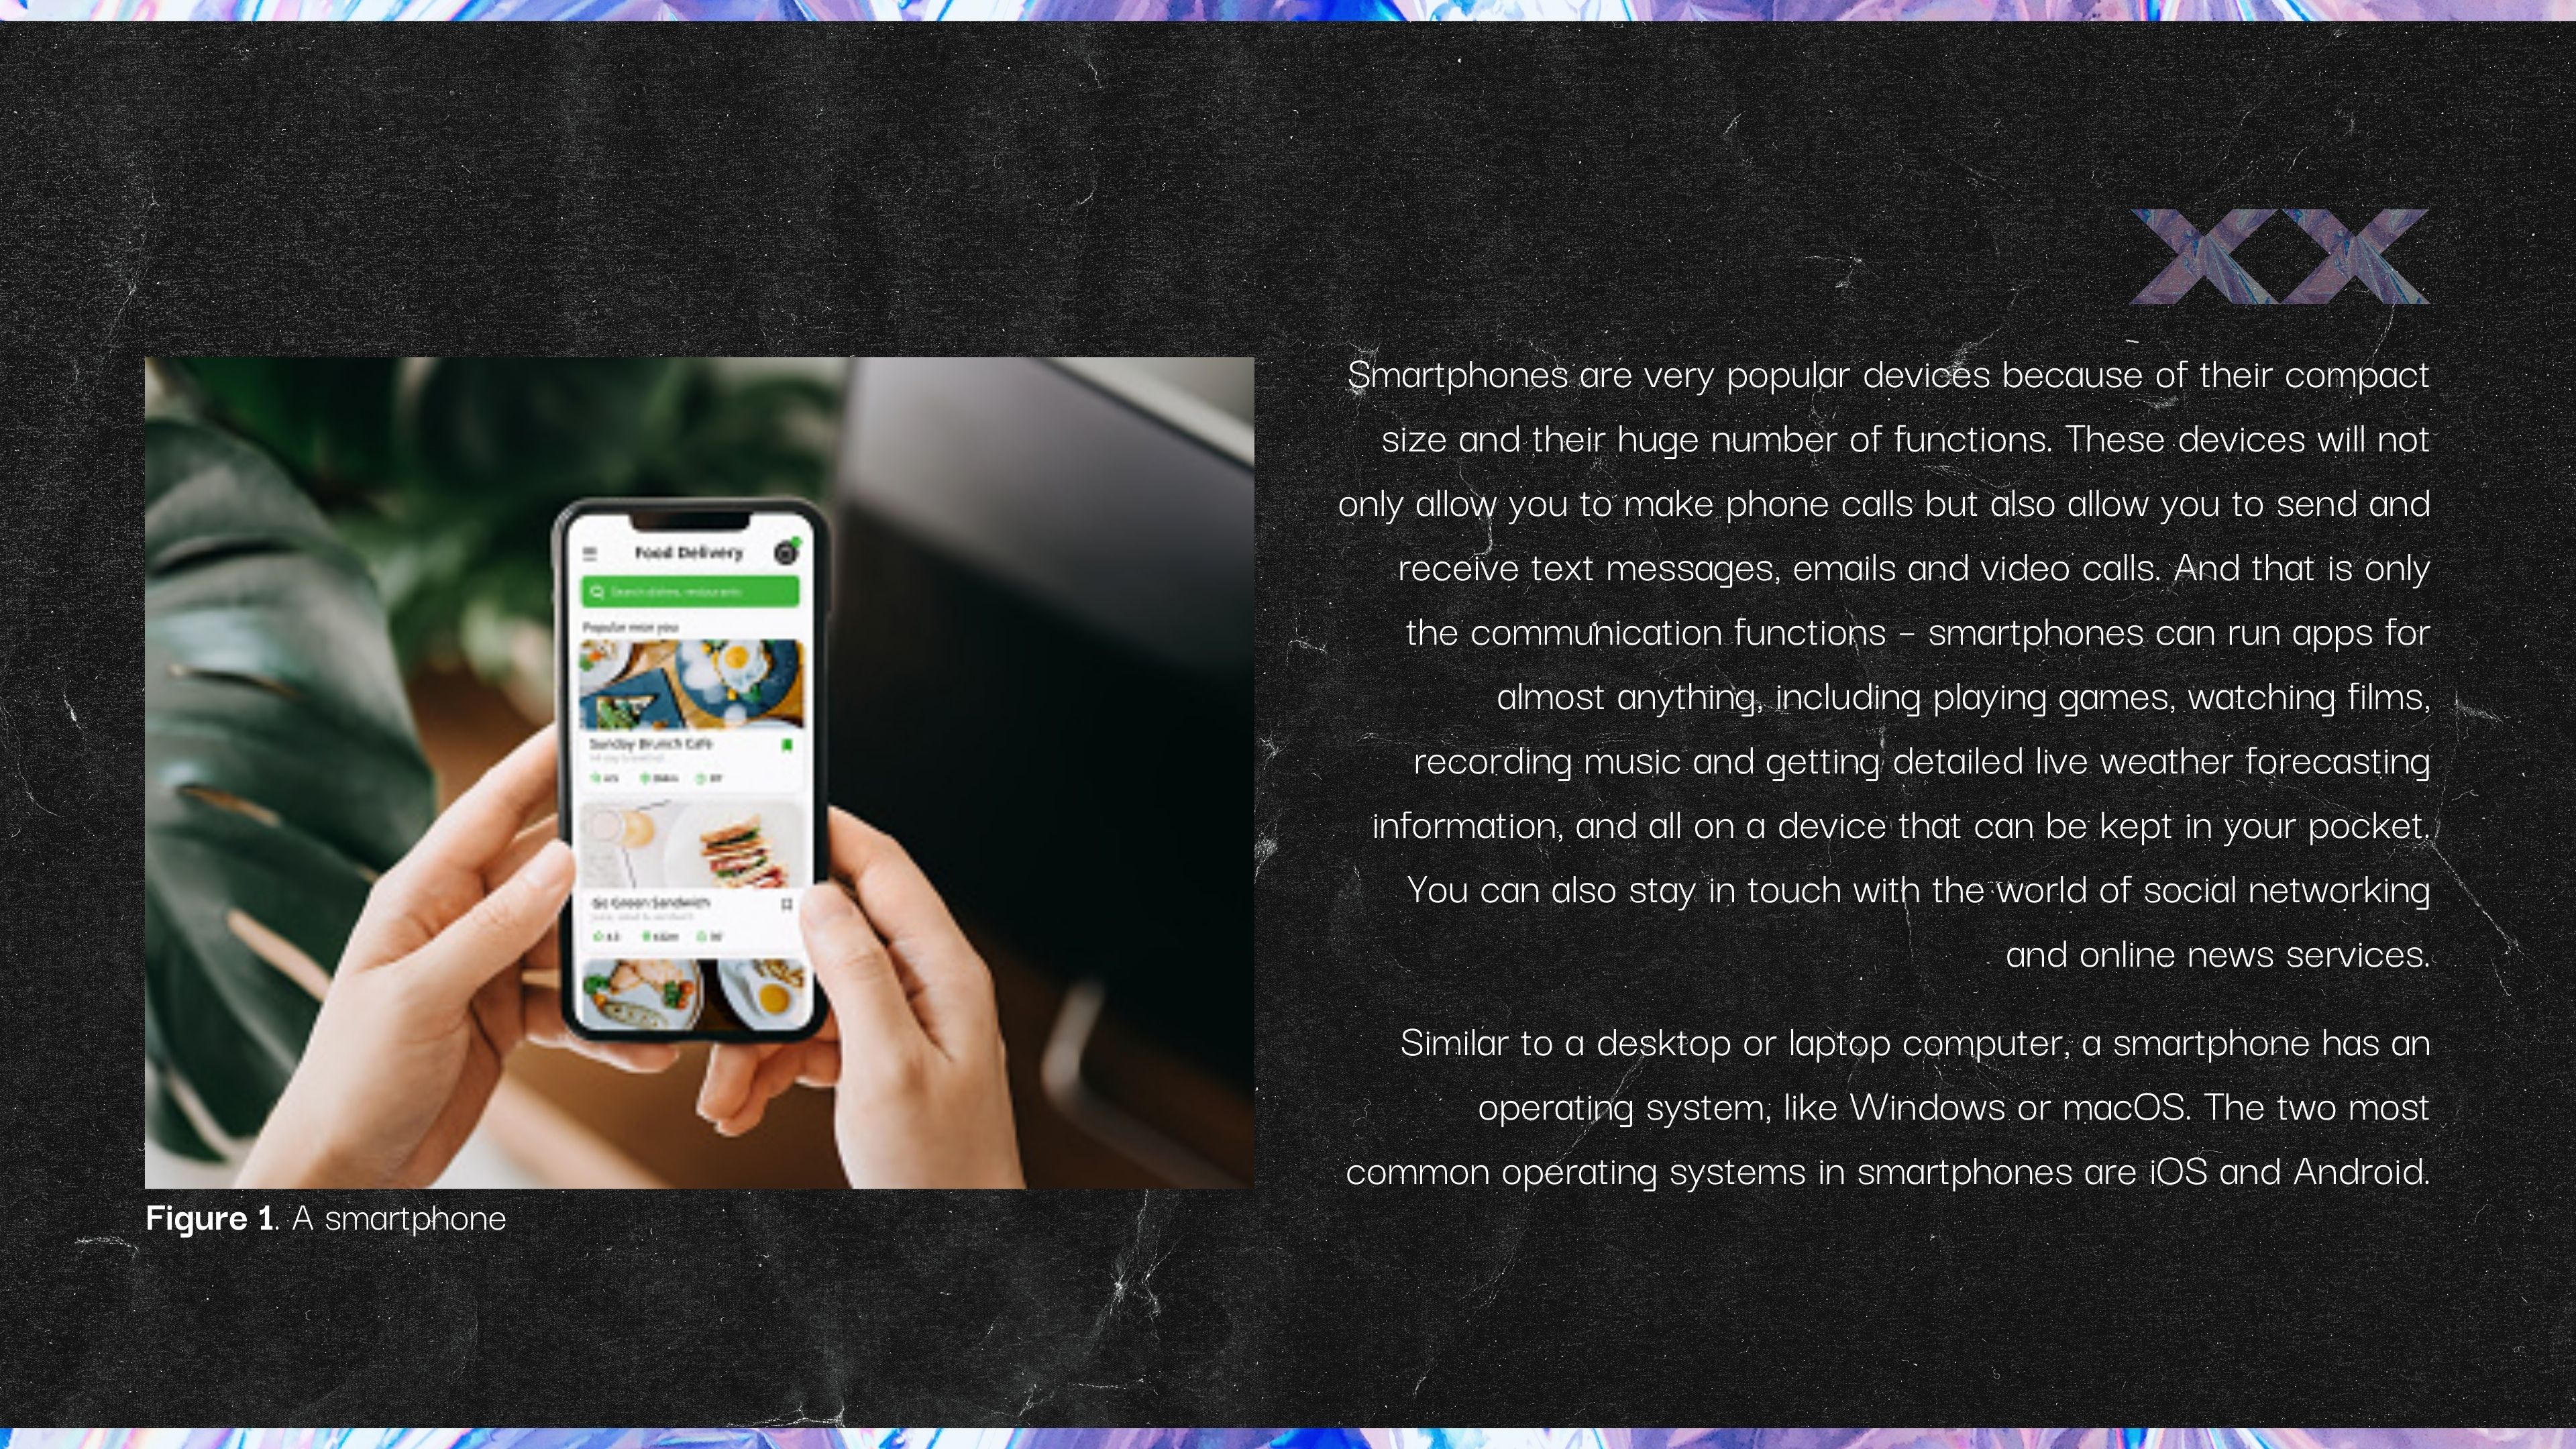 XX
Smartphones are very popular devices because of their compact
size and their huge number of functions. These devices will not
only allow you to make phone calls but also allow you to send and
receive text messages, emails and video calls. And that is only
the communication functions – smartphones can run apps for
almost anything, including playing games, watching films,
recording music and getting detailed live weather forecasting
information, and all on a device that can be kept in your pocket.
You can also stay in touch with the world of social networking
and online news services.
Similar to a desktop or laptop computer, a smartphone has an
operating system, like Windows or macOS. The two most
common operating systems in smartphones are iOS and Android.
Food Delivery
Search dishes, restaurants
Popular near you
Sunday Brunch Cafe
Go Green Sandwich
Figure 1. A smartphone